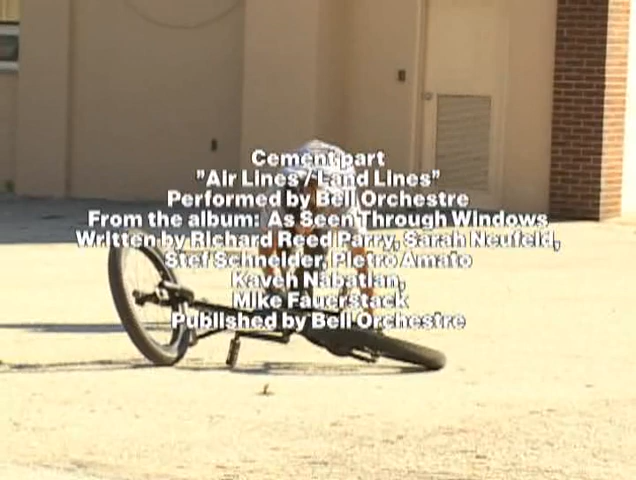 Cement part
"Air Lines / Land Lines"
Performed by Bell Orchestre
From the album: As Seen Through Windows
Written by Richard Reed Parry, Sarah Neufeld,
Stef Schneider, Pietro Amato
Kaveh Nabatian,
Mike Fauerstack
Published by Bell Orchestre